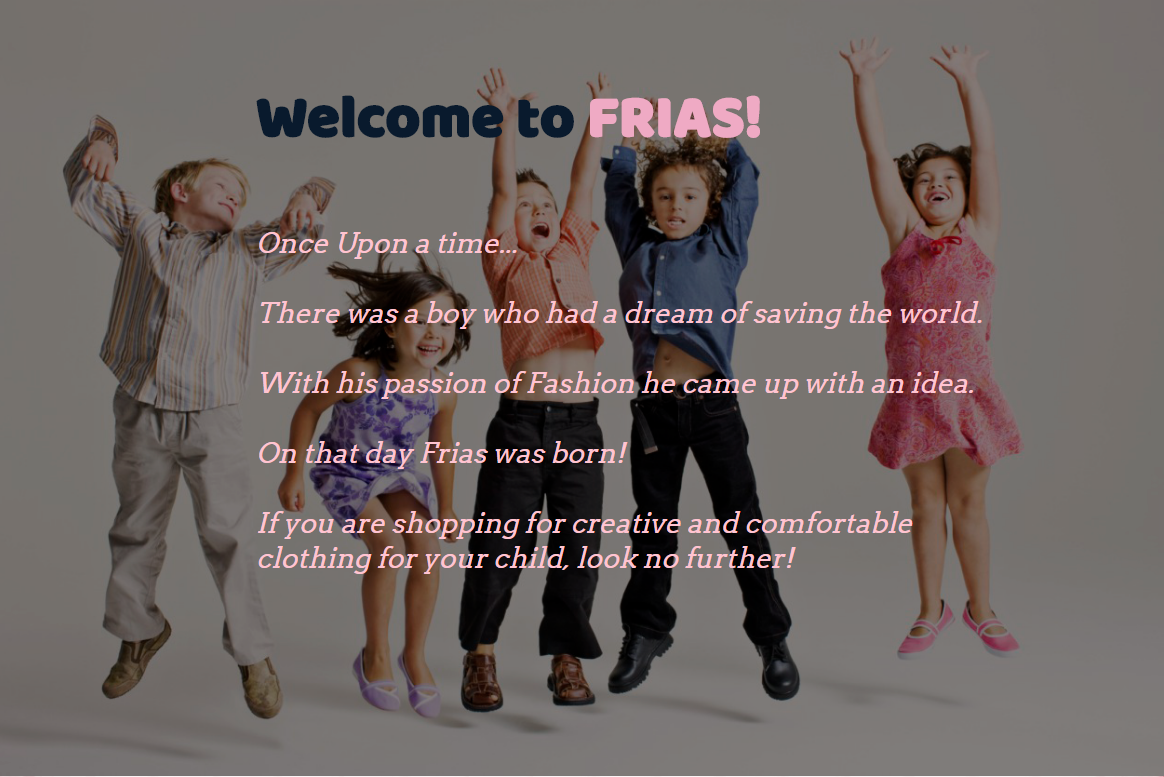 Welcome to FRIAS!
Once Upon a time...
There was a boy who had a dream of saving the world.
With his passion of Fashion he came up with an idea.
On that day Frias was born!
If you are shopping for creative and comfortable
clothing for your child, look no further!